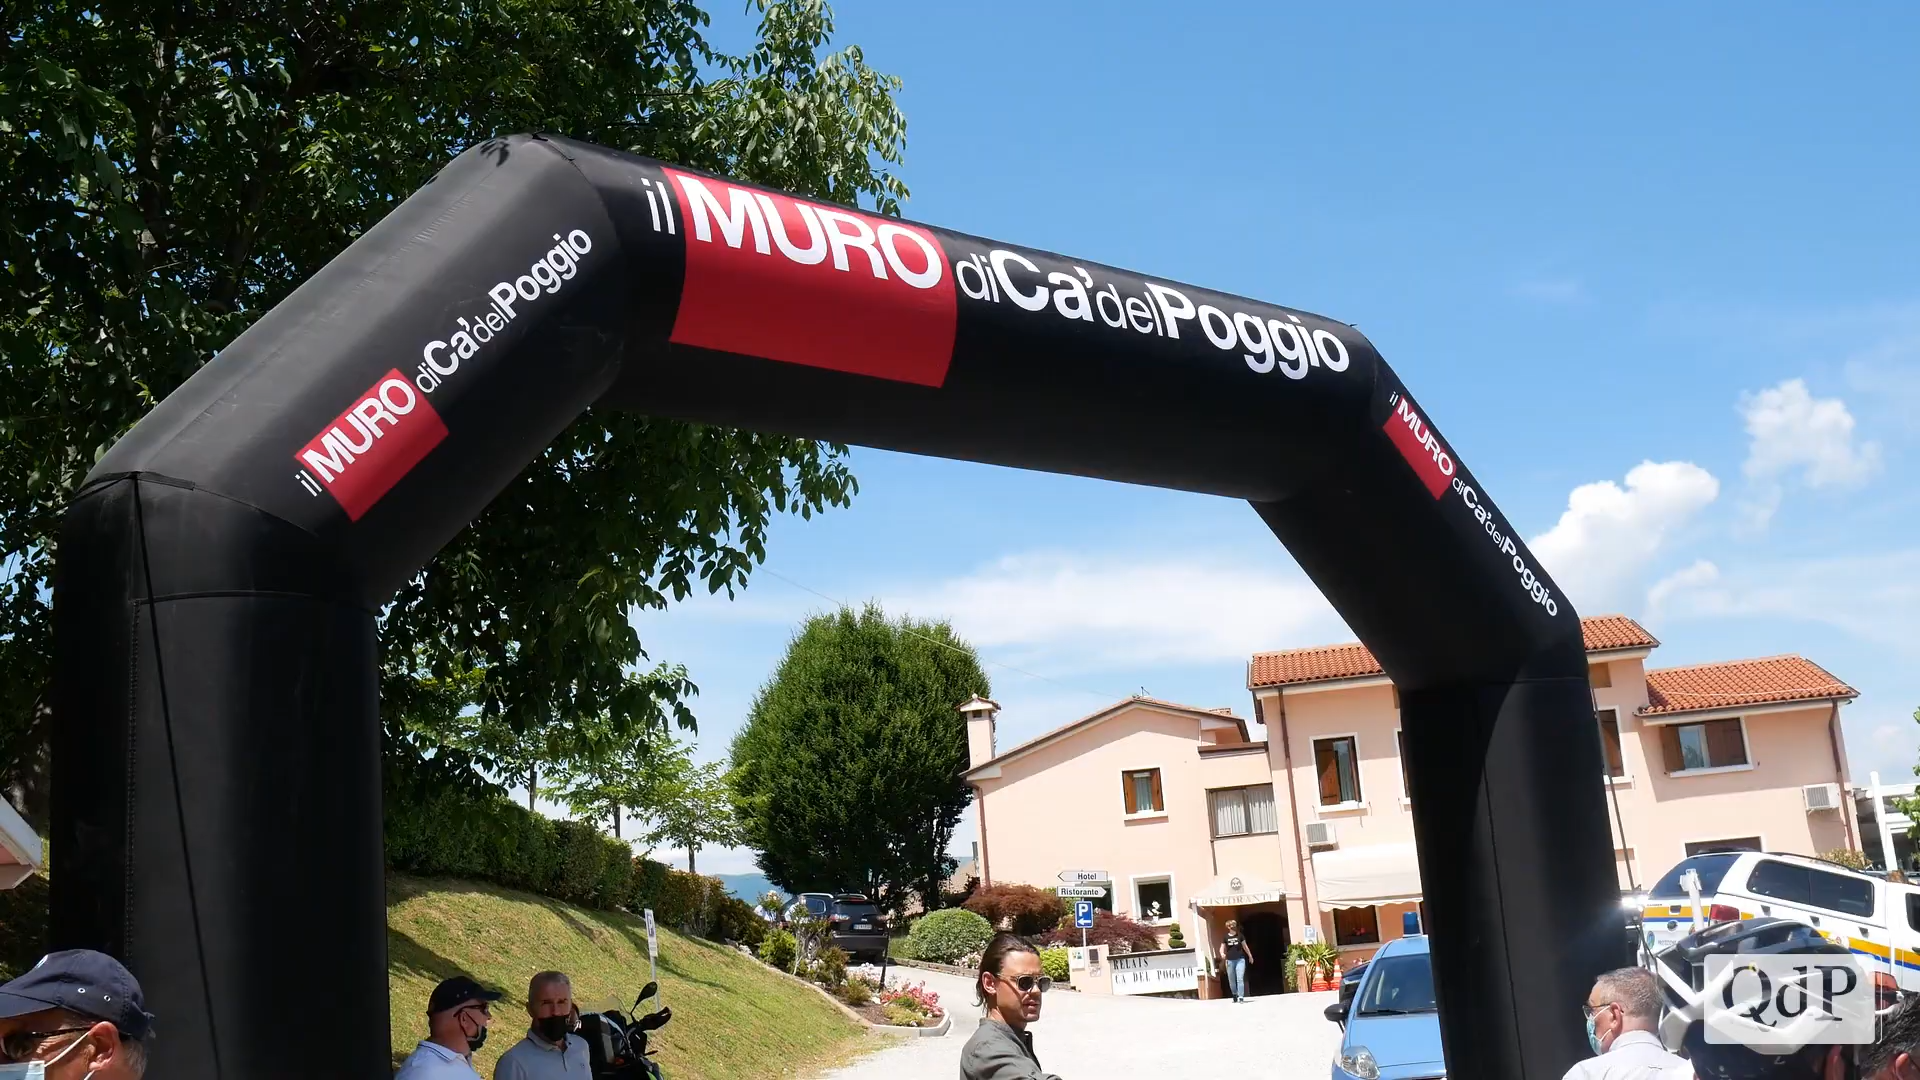 il MURO di Ca' del Poggio
il MURO di Ca' del Poggio
il MURO di Ca' del Poggio
Hotel
Ristorante
P
RISTORANTE
P
RELAIS
CA' DEL POGGIO
QdP